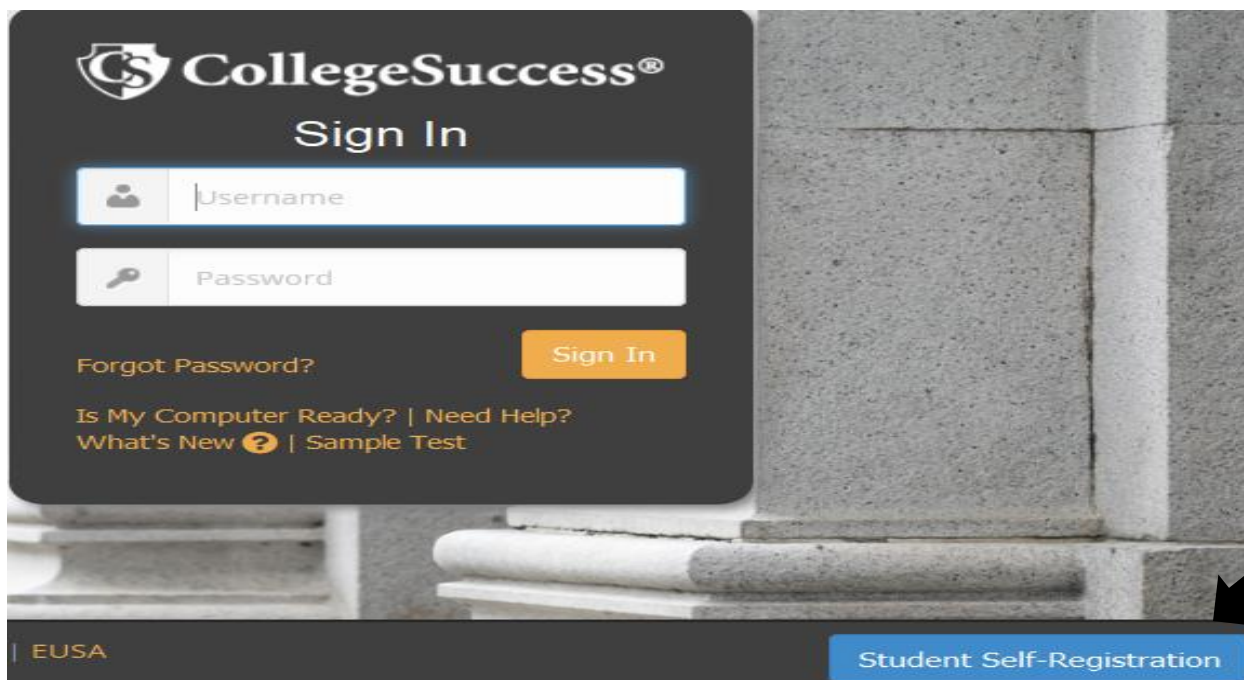 CS CollegeSuccess®
Sign In
Username
Password
Forgot Password?
Sign In
Is My Computer Ready? | Need Help?
What's New ? | Sample Test
| EUSA
Student Self-Registration